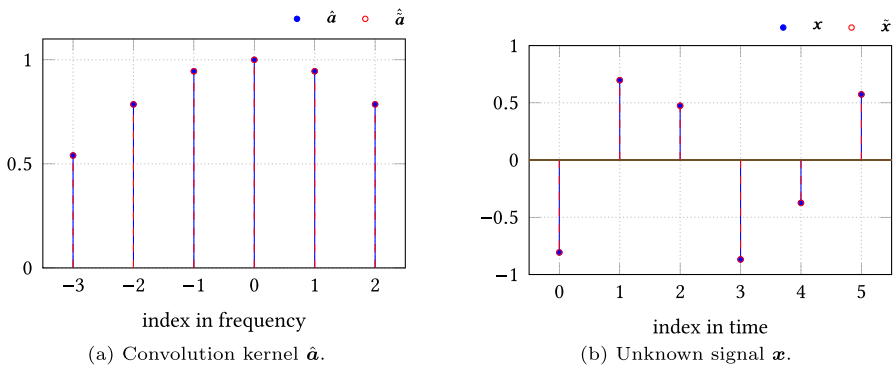 â ã̂
1
0.5
0
−3 −2 −1 0 1 2
index in frequency
(a) Convolution kernel â.
x x̃
1
0.5
0
−0.5
−1
0 1 2 3 4 5
index in time
(b) Unknown signal x.